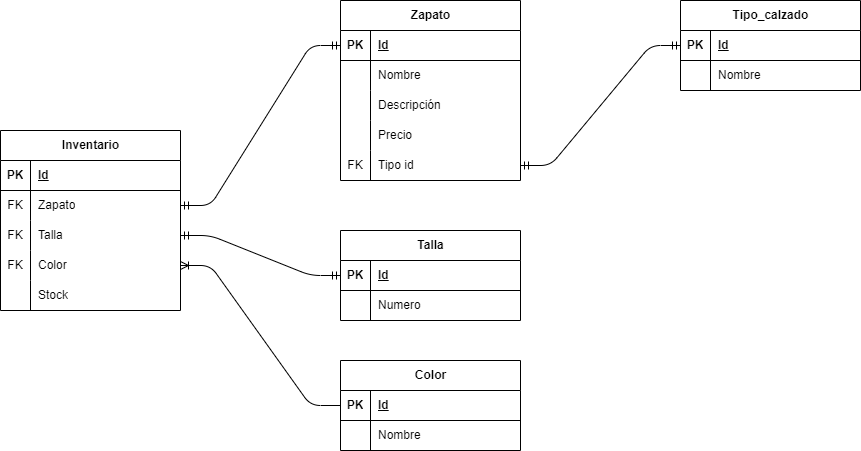 Zapato
PK Id
Nombre
Descripción
Precio
FK Tipo id
Tipo_calzado
PK Id
Nombre
Inventario
PK Id
FK Zapato
FK Talla
FK Color
Stock
Talla
PK Id
Numero
Color
PK Id
Nombre